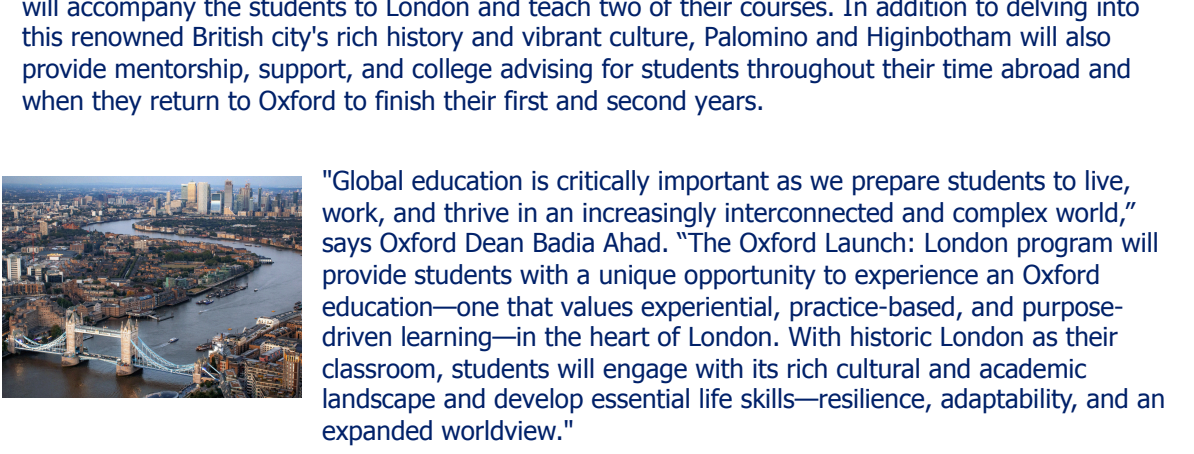 will accompany the students to London and teach two of their courses. In addition to delving into
this renowned British city's rich history and vibrant culture, Palomino and Higinbotham will also
provide mentorship, support, and college advising for students throughout their time abroad and
when they return to Oxford to finish their first and second years.
"Global education is critically important as we prepare students to live,
work, and thrive in an increasingly interconnected and complex world,”
says Oxford Dean Badia Ahad. “The Oxford Launch: London program will
provide students with a unique opportunity to experience an Oxford
education—one that values experiential, practice-based, and purpose-
driven learning—in the heart of London. With historic London as their
classroom, students will engage with its rich cultural and academic
landscape and develop essential life skills—resilience, adaptability, and an
expanded worldview."